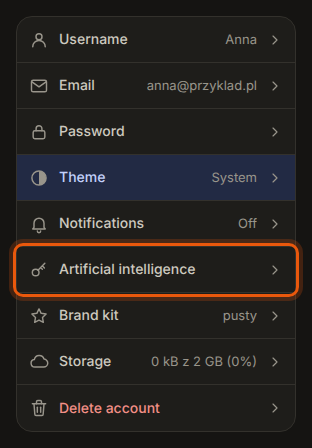 Username Anna
Email anna@przyklad.pl
Password
Theme System
Notifications Off
Artificial intelligence
Brand kit pusty
Storage 0 kB z 2 GB (0%)
Delete account